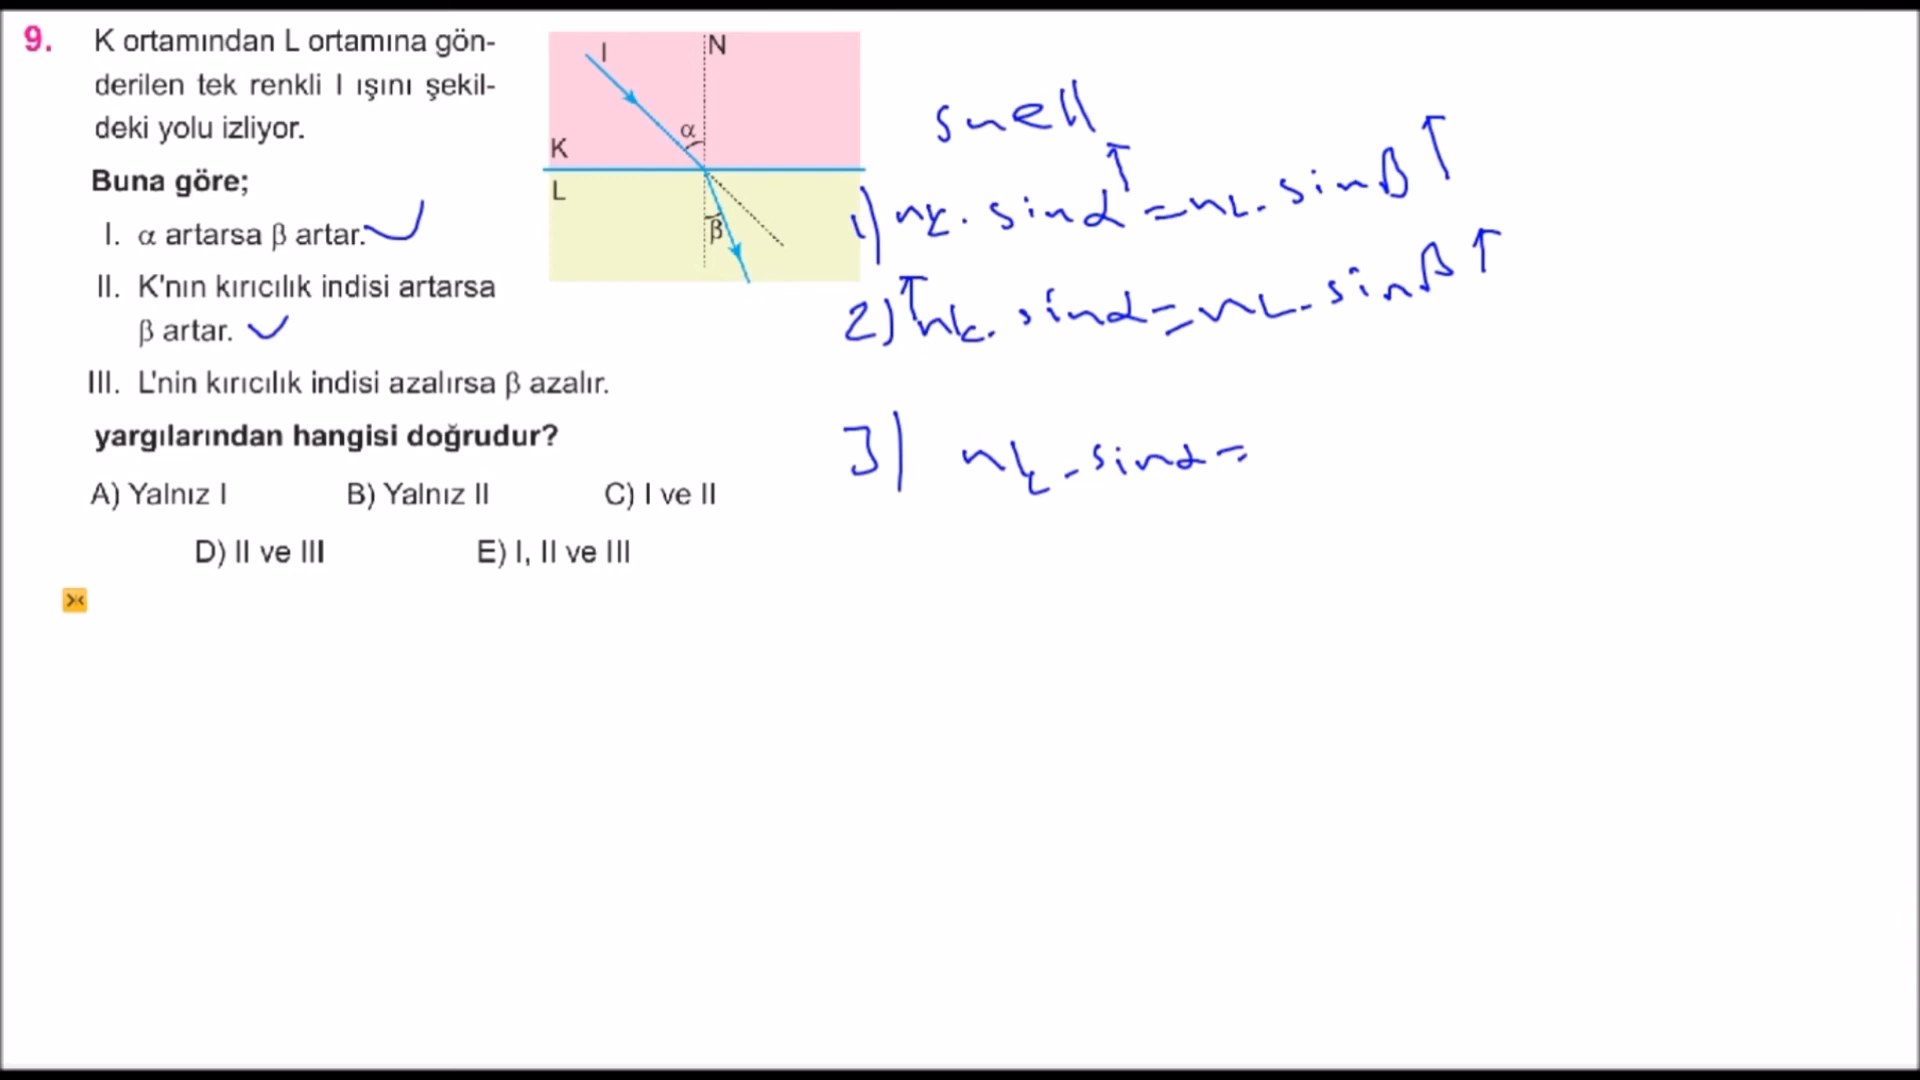 9. K ortamından L ortamına gön-
derilen tek renkli I ışını şekil-
deki yolu izliyor.
Buna göre;
I. α artarsa β artar.
II. K'nın kırıcılık indisi artarsa
β artar.
III. L'nin kırıcılık indisi azalırsa β azalır.
yargılarından hangisi doğrudur?
A) Yalnız I B) Yalnız II C) I ve II
D) II ve III E) I, II ve III
I
N
α
K
L
β
snell
1) nK. sinα = nL. sinβ ↑
2) ↑nK. sinα = nL. sinβ ↑
3) nK. sinα =